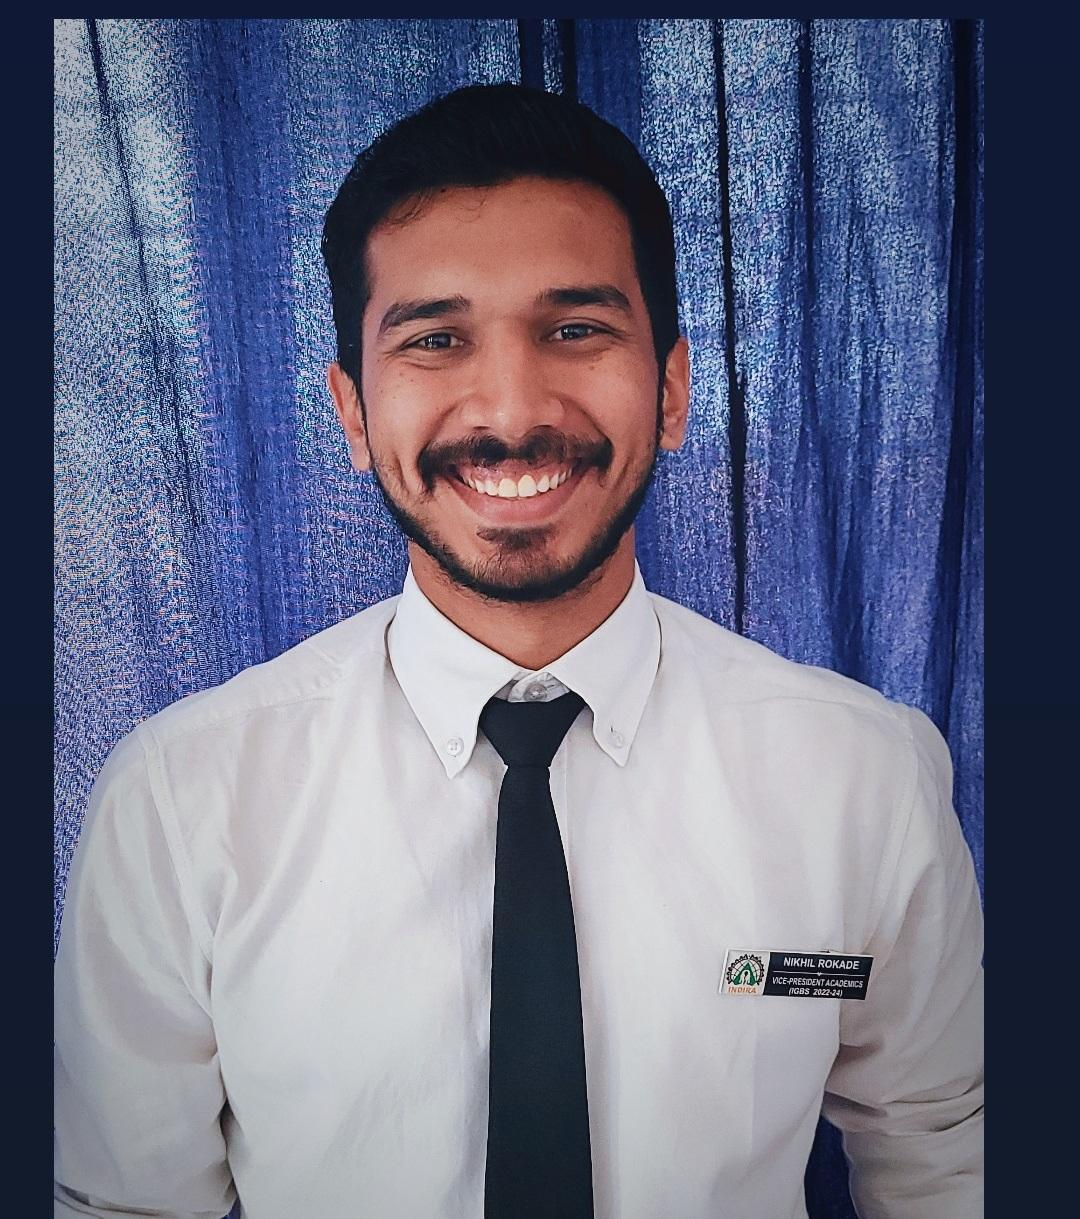 INDIRA
NIKHIL ROKADE
VICE-PRESIDENT ACADEMICS
(IGBS 2022-24)